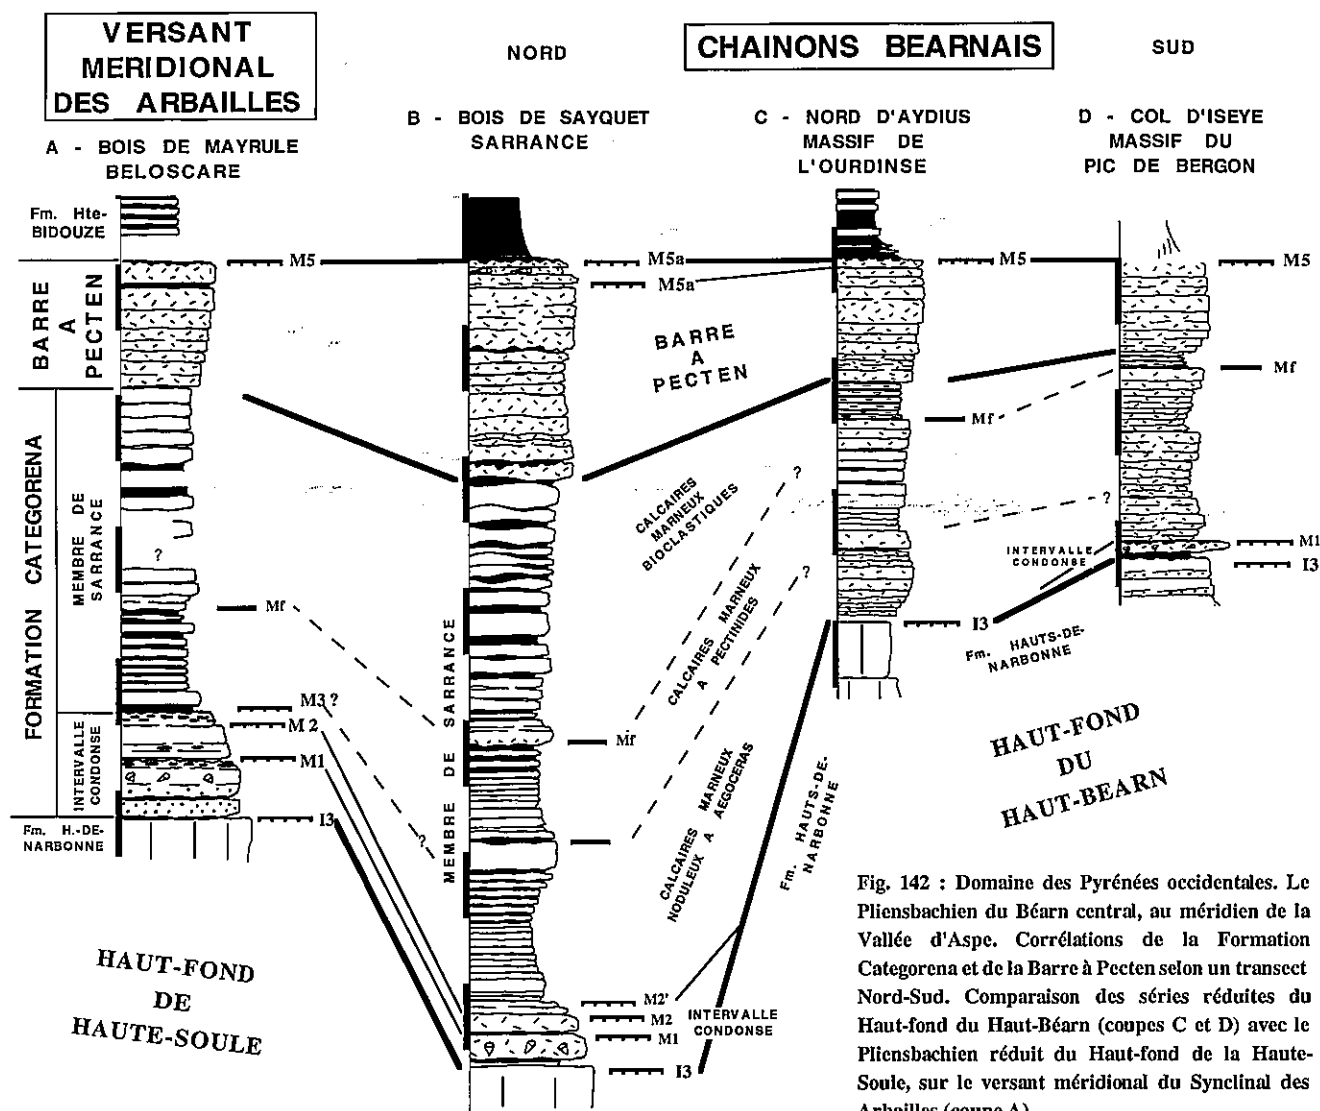 VERSANT
MERIDIONAL
DES ARBAILLES
NORD
CHAINONS BEARNAIS
SUD
A - BOIS DE MAYRULE
BELOSCARE
B - BOIS DE SAYQUET
SARRANCE
C - NORD D'AYDIUS
MASSIF DE
L'OURDINSE
D - COL D'ISEYE
MASSIF DU
PIC DE BERGON
Fm. Hte-
BIDOUZE
BARRE
A
PECTEN
FORMATION CATEGORENA
MEMBRE DE
SARRANCE
INTERVALLE
CONDONSE
Fm. H.-DE-
NARBONNE
?
M5
Mf
M3 ?
M2
M1
I3
HAUT-FOND
DE
HAUTE-SOULE
?
MEMBRE DE SARRANCE
M5a
M5a
Mf
M2'
M2
M1
I3
BARRE
A
PECTEN
CALCAIRES
MARNEUX
BIOCLASTIQUES
?
CALCAIRES MARNEUX
A PECTINIDES
?
CALCAIRES MARNEUX
NODULEUX A AEGOCERAS
INTERVALLE
CONDONSE
Fm. HAUTS-DE-
NARBONNE
M5
Mf
I3
?
INTERVALLE
CONDONSE
Fm. HAUTS-DE-
NARBONNE
M5
Mf
M1
I3
HAUT-FOND
DU
HAUT-BEARN
Fig. 142 : Domaine des Pyrénées occidentales. Le
Pliensbachien du Béarn central, au méridien de la
Vallée d'Aspe. Corrélations de la Formation
Categorena et de la Barre à Pecten selon un transect
Nord-Sud. Comparaison des séries réduites du
Haut-fond du Haut-Béarn (coupes C et D) avec le
Pliensbachien réduit du Haut-fond de la Haute-
Soule, sur le versant méridional du Synclinal des
Arbailles (coupe A)